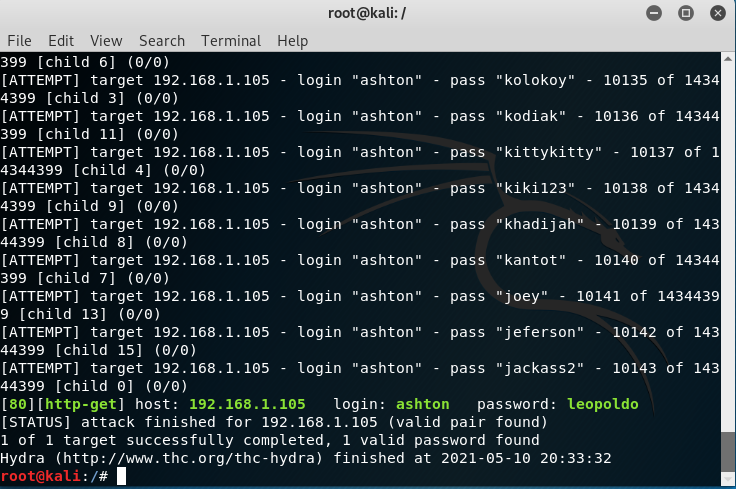 root@kali: /
File Edit View Search Terminal Help
399 [child 6] (0/0)
[ATTEMPT] target 192.168.1.105 - login "ashton" - pass "kolokoy" - 10135 of 1434
4399 [child 3] (0/0)
[ATTEMPT] target 192.168.1.105 - login "ashton" - pass "kodiak" - 10136 of 14344
399 [child 11] (0/0)
[ATTEMPT] target 192.168.1.105 - login "ashton" - pass "kittykitty" - 10137 of 1
4344399 [child 4] (0/0)
[ATTEMPT] target 192.168.1.105 - login "ashton" - pass "kiki123" - 10138 of 1434
4399 [child 9] (0/0)
[ATTEMPT] target 192.168.1.105 - login "ashton" - pass "khadijah" - 10139 of 143
44399 [child 8] (0/0)
[ATTEMPT] target 192.168.1.105 - login "ashton" - pass "kantot" - 10140 of 14344
399 [child 7] (0/0)
[ATTEMPT] target 192.168.1.105 - login "ashton" - pass "joey" - 10141 of 1434439
9 [child 13] (0/0)
[ATTEMPT] target 192.168.1.105 - login "ashton" - pass "jeferson" - 10142 of 143
44399 [child 15] (0/0)
[ATTEMPT] target 192.168.1.105 - login "ashton" - pass "jackass2" - 10143 of 143
44399 [child 0] (0/0)
[80][http-get] host: 192.168.1.105   login: ashton   password: leopoldo
[STATUS] attack finished for 192.168.1.105 (valid pair found)
1 of 1 target successfully completed, 1 valid password found
Hydra (http://www.thc.org/thc-hydra) finished at 2021-05-10 20:33:32
root@kali:/#